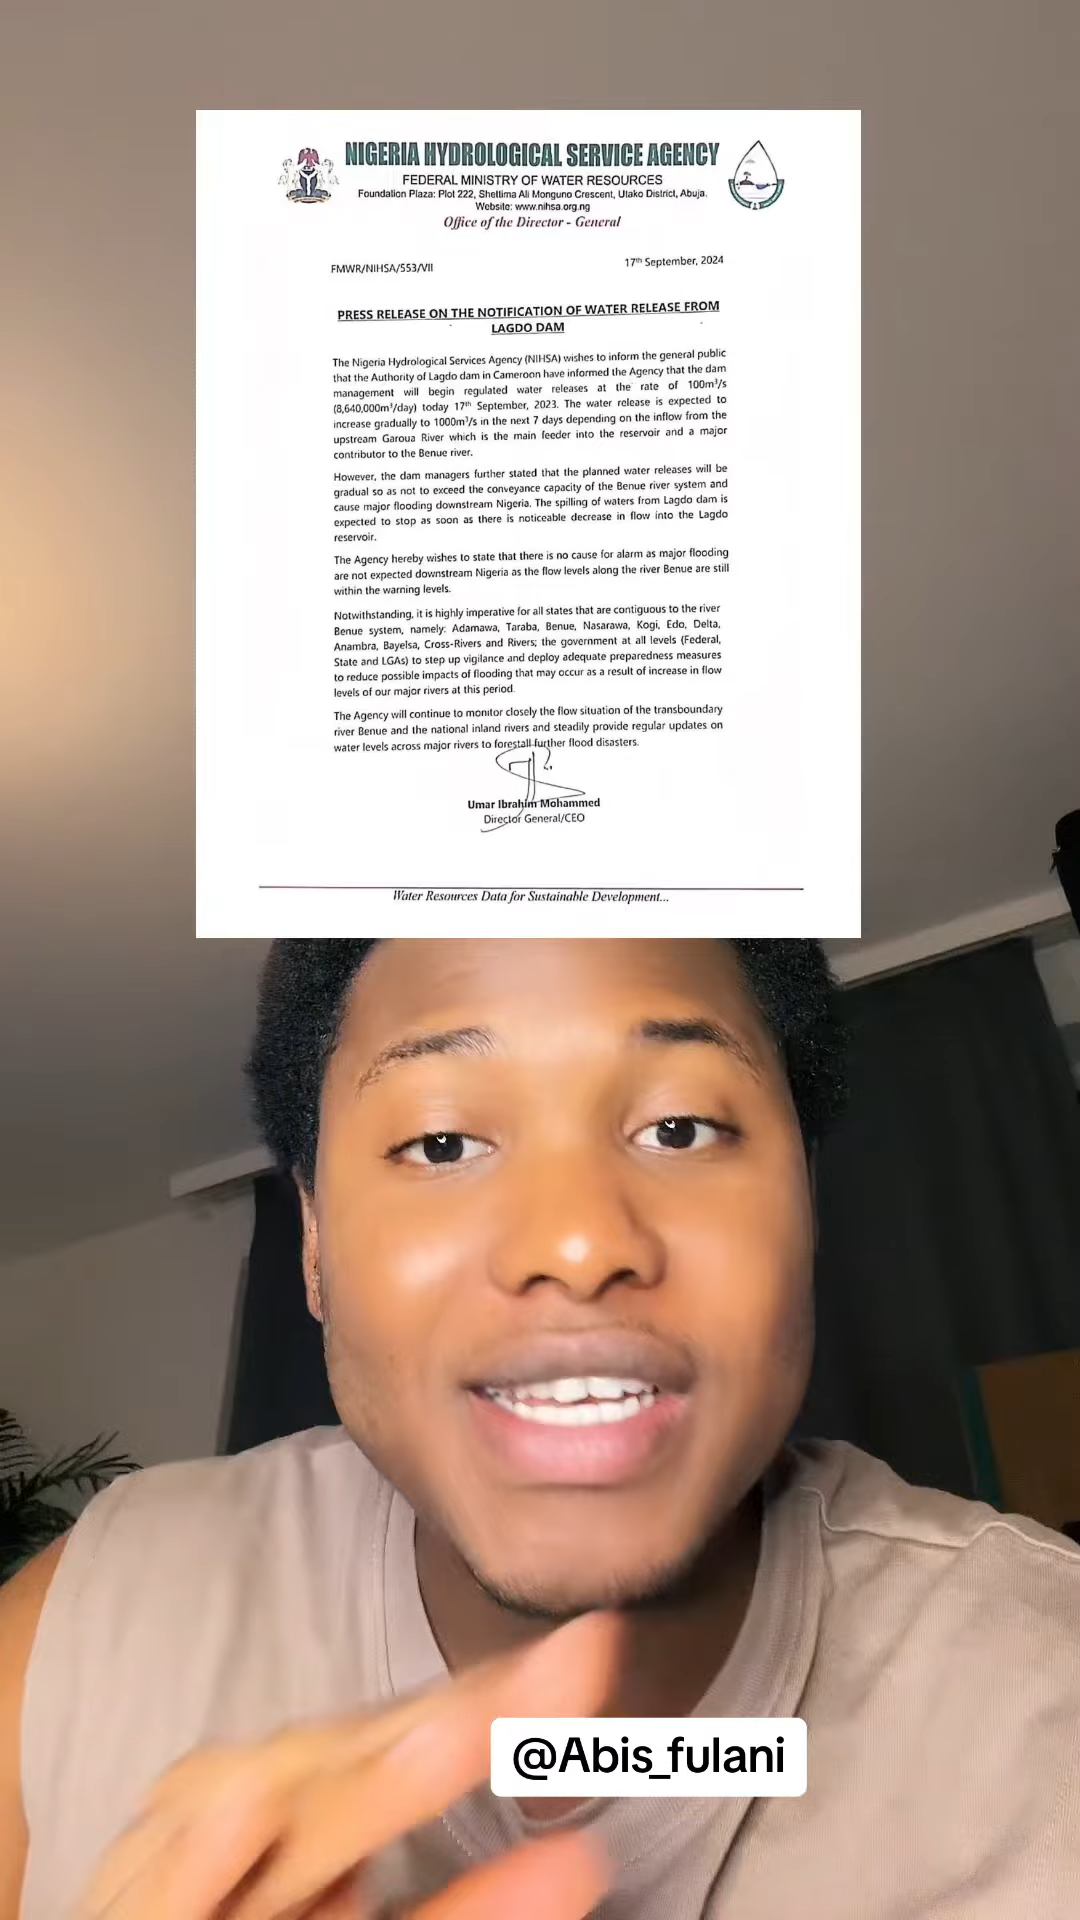 NIGERIA HYDROLOGICAL SERVICE AGENCY
FEDERAL MINISTRY OF WATER RESOURCES
Foundation Plaza: Plot 222, Shettima Ali Monguno Crescent, Utako District, Abuja.
Website: www.nihsa.org.ng
Office of the Director - General
FMWR/NIHSA/553/VII
17th September, 2024
PRESS RELEASE ON THE NOTIFICATION OF WATER RELEASE FROM
LAGDO DAM
The Nigeria Hydrological Services Agency (NIHSA) wishes to inform the general public
that the Authority of Lagdo dam in Cameroon have informed the Agency that the dam
management will begin regulated water releases at the rate of 100m³/s
(8,640,000m³/day) today 17th September, 2023. The water release is expected to
increase gradually to 1000m³/s in the next 7 days depending on the inflow from the
upstream Garoua River which is the main feeder into the reservoir and a major
contributor to the Benue river.
However, the dam managers further stated that the planned water releases will be
gradual so as not to exceed the conveyance capacity of the Benue river system and
cause major flooding downstream Nigeria. The spilling of waters from Lagdo dam is
expected to stop as soon as there is noticeable decrease in flow into the Lagdo
reservoir.
The Agency hereby wishes to state that there is no cause for alarm as major flooding
are not expected downstream Nigeria as the flow levels along the river Benue are still
within the warning levels.
Notwithstanding, it is highly imperative for all states that are contiguous to the river
Benue system, namely: Adamawa, Taraba, Benue, Nasarawa, Kogi, Edo, Delta,
Anambra, Bayelsa, Cross-Rivers and Rivers; the government at all levels (Federal,
State and LGAs) to step up vigilance and deploy adequate preparedness measures
to reduce possible impacts of flooding that may occur as a result of increase in flow
levels of our major rivers at this period.
The Agency will continue to monitor closely the flow situation of the transboundary
river Benue and the national inland rivers and steadily provide regular updates on
water levels across major rivers to forestall further flood disasters.
Umar Ibrahim Mohammed
Director General/CEO
Water Resources Data for Sustainable Development...
@Abis_fulani